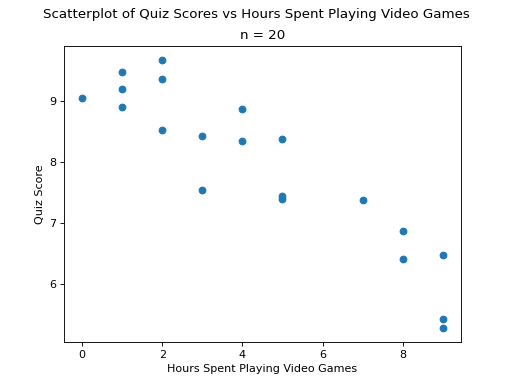 Scatterplot of Quiz Scores vs Hours Spent Playing Video Games
n = 20
9
8
7
6
Quiz Score
0 2 4 6 8
Hours Spent Playing Video Games